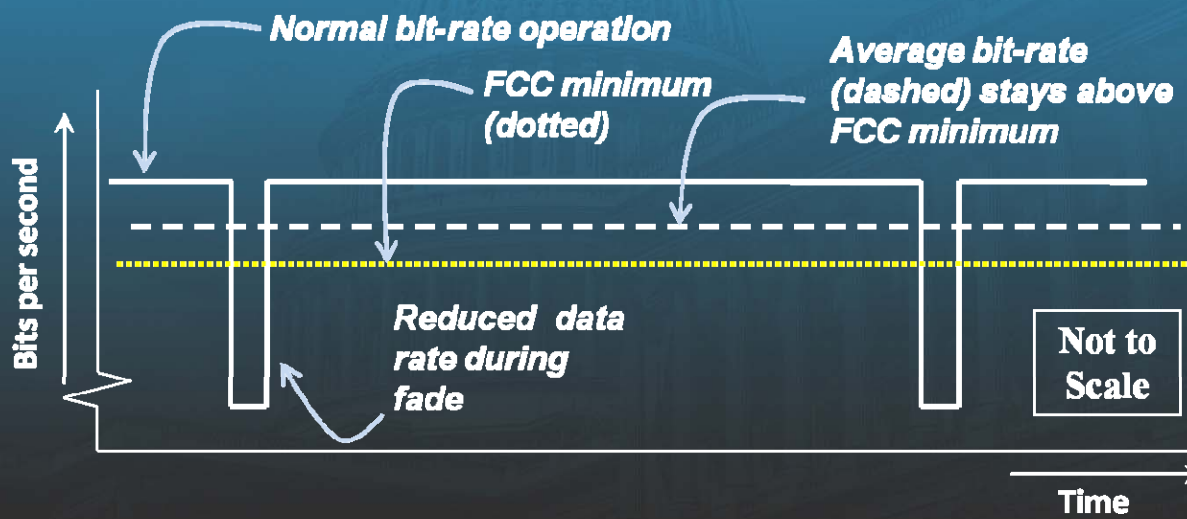 Normal bit-rate operation
FCC minimum
(dotted)
Average bit-rate
(dashed) stays above
FCC minimum
Bits per second
Reduced data
rate during
fade
Not to
Scale
Time